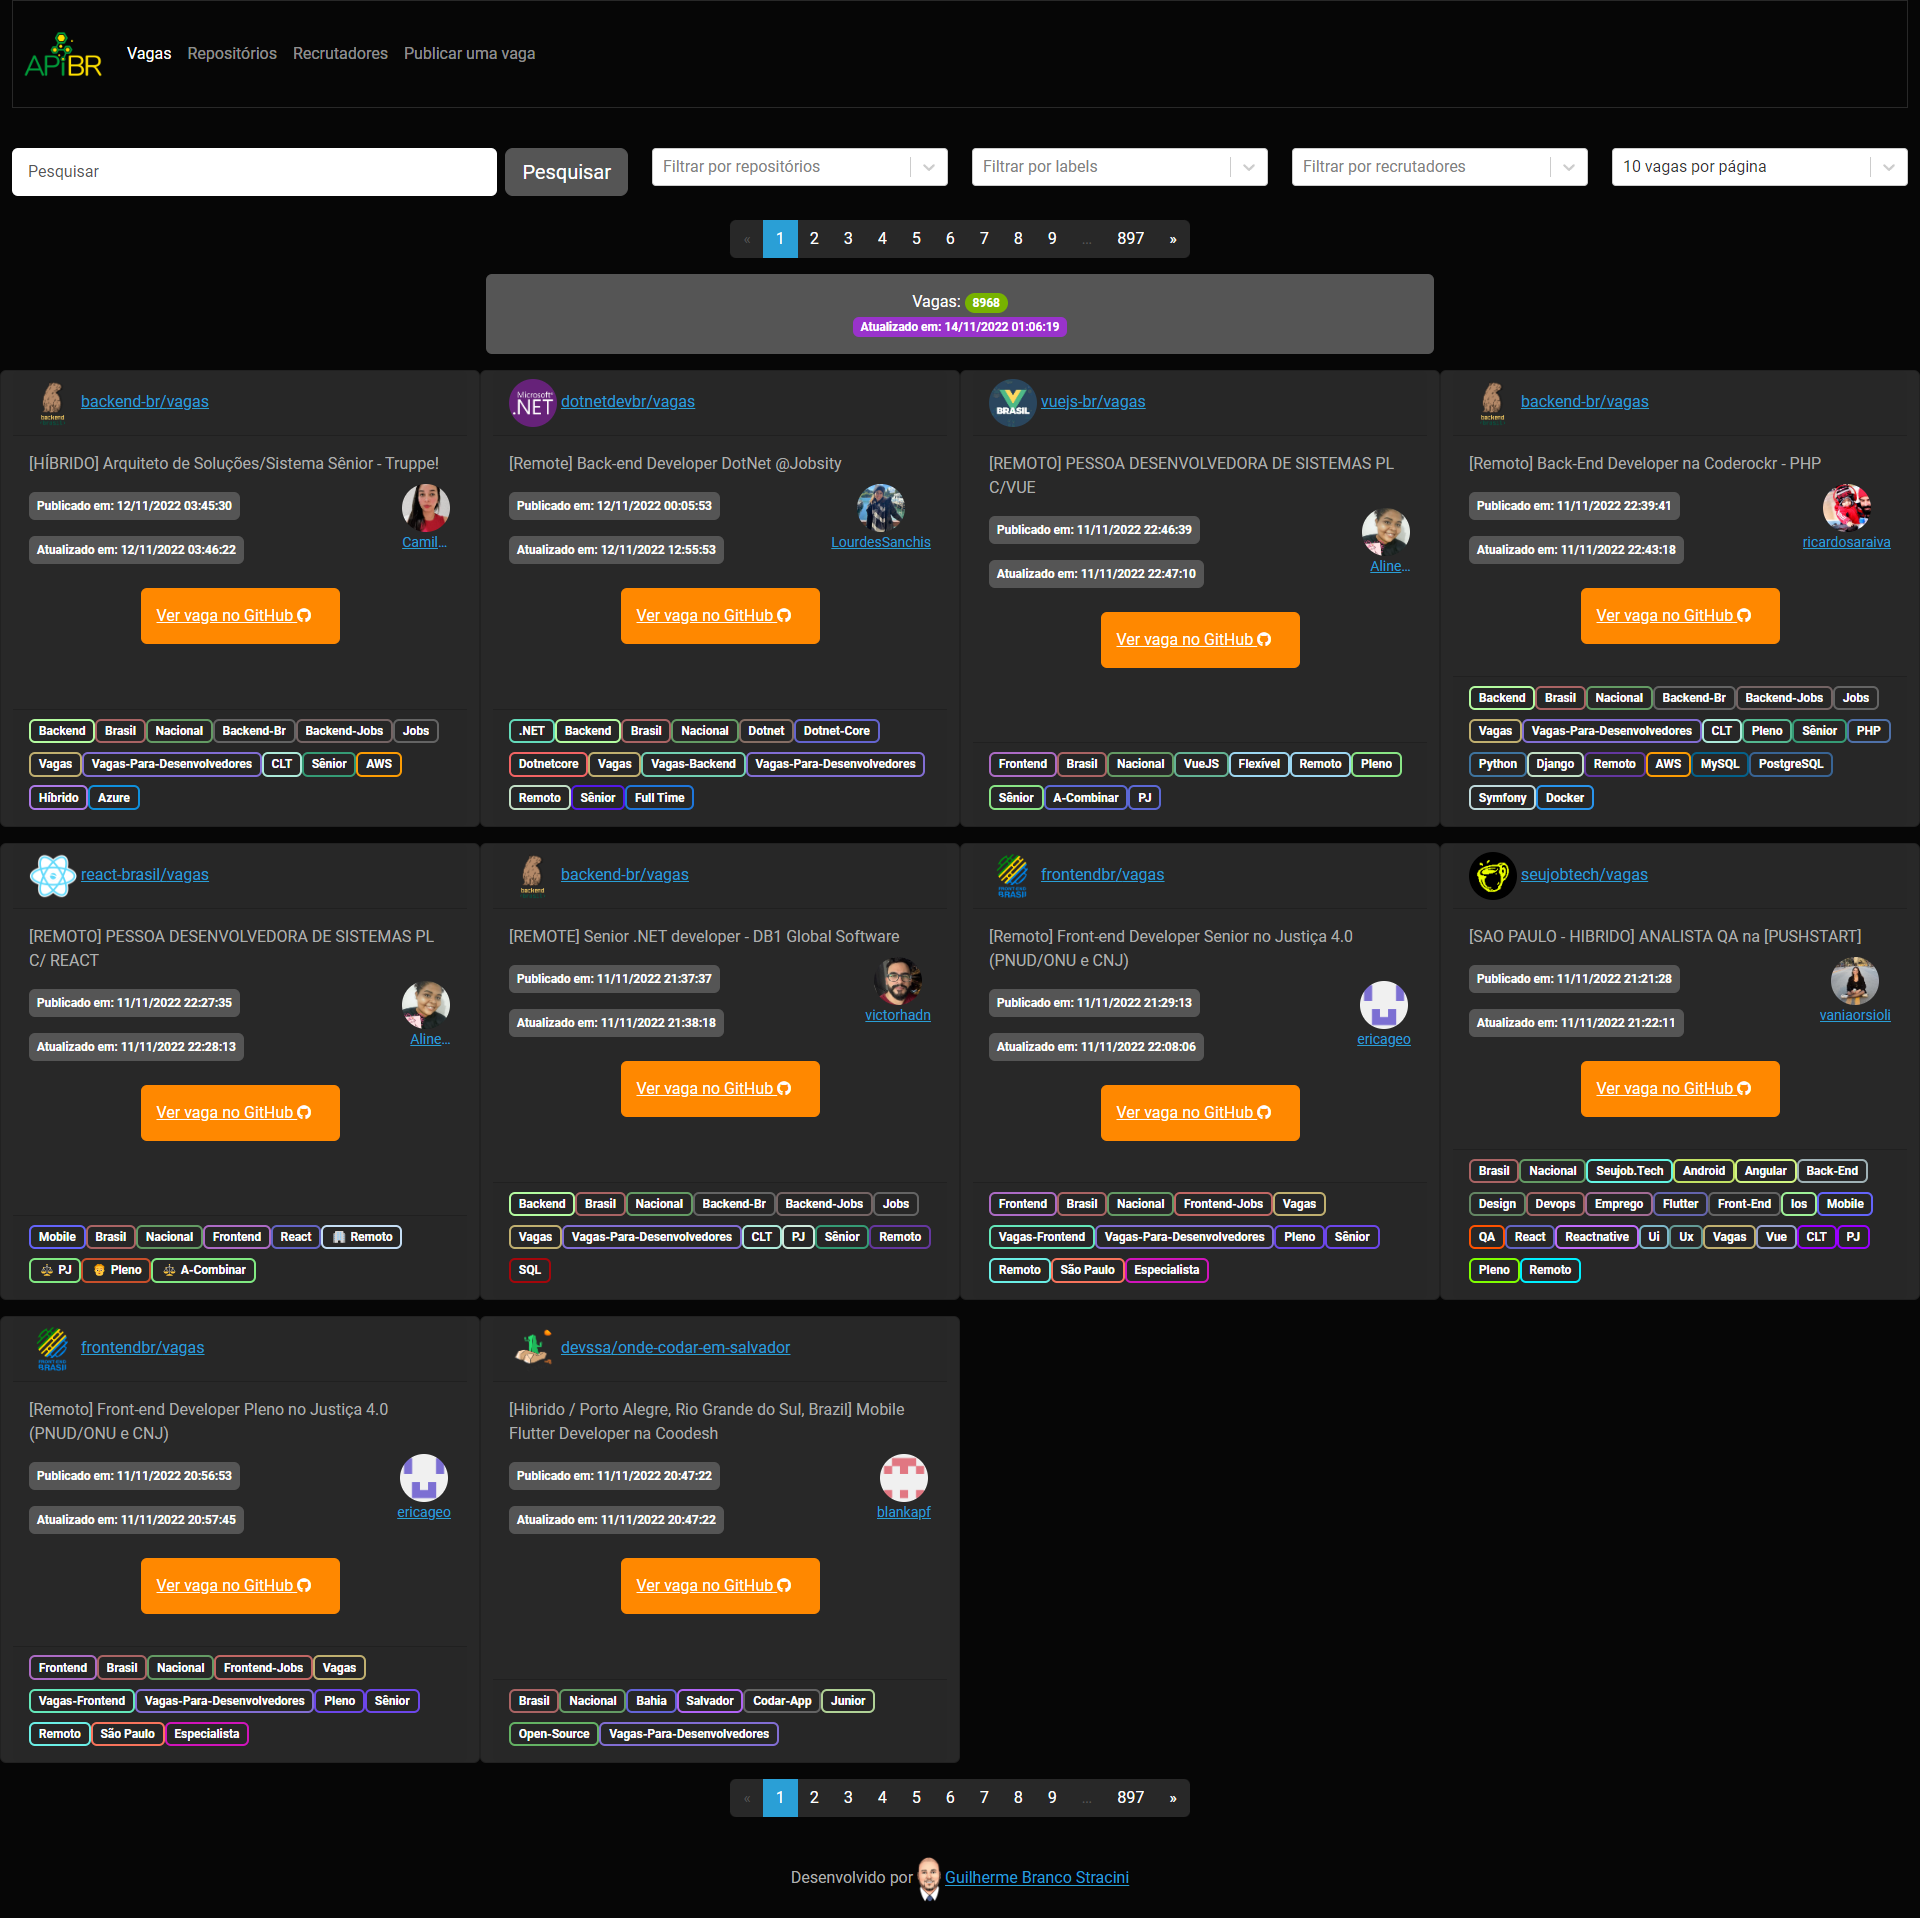 APiBR
Vagas Repositórios Recrutadores Publicar uma vaga
Pesquisar Pesquisar Filtrar por repositórios Filtrar por labels Filtrar por recrutadores 10 vagas por página
« 1 2 3 4 5 6 7 8 9 … 897 »
Vagas: 8968
Atualizado em: 14/11/2022 01:06:19
backend
backend-br/vagas
[HÍBRIDO] Arquiteto de Soluções/Sistema Sênior - Truppe!
Publicado em: 12/11/2022 03:45:30
Atualizado em: 12/11/2022 03:46:22
Camil...
Ver vaga no GitHub
Backend Brasil Nacional Backend-Br Backend-Jobs Jobs
Vagas Vagas-Para-Desenvolvedores CLT Sênior AWS
Híbrido Azure
Microsoft .NET
dotnetdevbr/vagas
[Remote] Back-end Developer DotNet @Jobsity
Publicado em: 12/11/2022 00:05:53
Atualizado em: 12/11/2022 12:55:53
LourdesSanchis
Ver vaga no GitHub
.NET Backend Brasil Nacional Dotnet Dotnet-Core
Dotnetcore Vagas Vagas-Backend Vagas-Para-Desenvolvedores
Remoto Sênior Full Time
BRASIL
vuejs-br/vagas
[REMOTO] PESSOA DESENVOLVEDORA DE SISTEMAS PL
C/VUE
Publicado em: 11/11/2022 22:46:39
Atualizado em: 11/11/2022 22:47:10
Aline...
Ver vaga no GitHub
Frontend Brasil Nacional VueJS Flexível Remoto Pleno
Sênior A-Combinar PJ
backend
backend-br/vagas
[Remoto] Back-End Developer na Coderockr - PHP
Publicado em: 11/11/2022 22:39:41
Atualizado em: 11/11/2022 22:43:18
ricardosaraiva
Ver vaga no GitHub
Backend Brasil Nacional Backend-Br Backend-Jobs Jobs
Vagas Vagas-Para-Desenvolvedores CLT Pleno Sênior PHP
Python Django Remoto AWS MySQL PostgreSQL
Symfony Docker
react-brasil/vagas
[REMOTO] PESSOA DESENVOLVEDORA DE SISTEMAS PL
C/ REACT
Publicado em: 11/11/2022 22:27:35
Atualizado em: 11/11/2022 22:28:13
Aline...
Ver vaga no GitHub
Mobile Brasil Nacional Frontend React Remoto
PJ Pleno A-Combinar
backend
backend-br/vagas
[REMOTE] Senior .NET developer - DB1 Global Software
Publicado em: 11/11/2022 21:37:37
Atualizado em: 11/11/2022 21:38:18
victorhadn
Ver vaga no GitHub
Backend Brasil Nacional Backend-Br Backend-Jobs Jobs
Vagas Vagas-Para-Desenvolvedores CLT PJ Sênior Remoto
SQL
FRONT-END BRASIL
frontendbr/vagas
[Remoto] Front-end Developer Senior no Justiça 4.0
(PNUD/ONU e CNJ)
Publicado em: 11/11/2022 21:29:13
Atualizado em: 11/11/2022 22:08:06
ericageo
Ver vaga no GitHub
Frontend Brasil Nacional Frontend-Jobs Vagas
Vagas-Frontend Vagas-Para-Desenvolvedores Pleno Sênior
Remoto São Paulo Especialista
seujobtech/vagas
[SAO PAULO - HIBRIDO] ANALISTA QA na [PUSHSTART]
Publicado em: 11/11/2022 21:21:28
Atualizado em: 11/11/2022 21:22:11
vaniaorsioli
Ver vaga no GitHub
Brasil Nacional Seujob.Tech Android Angular Back-End
Design Devops Emprego Flutter Front-End Ios Mobile
QA React Reactnative Ui Ux Vagas Vue CLT PJ
Pleno Remoto
FRONT-END BRASIL
frontendbr/vagas
[Remoto] Front-end Developer Pleno no Justiça 4.0
(PNUD/ONU e CNJ)
Publicado em: 11/11/2022 20:56:53
Atualizado em: 11/11/2022 20:57:45
ericageo
Ver vaga no GitHub
Frontend Brasil Nacional Frontend-Jobs Vagas
Vagas-Frontend Vagas-Para-Desenvolvedores Pleno Sênior
Remoto São Paulo Especialista
devssa/onde-codar-em-salvador
[Hibrido / Porto Alegre, Rio Grande do Sul, Brazil] Mobile
Flutter Developer na Coodesh
Publicado em: 11/11/2022 20:47:22
Atualizado em: 11/11/2022 20:47:22
blankapf
Ver vaga no GitHub
Brasil Nacional Bahia Salvador Codar-App Junior
Open-Source Vagas-Para-Desenvolvedores
« 1 2 3 4 5 6 7 8 9 … 897 »
Desenvolvido por Guilherme Branco Stracini